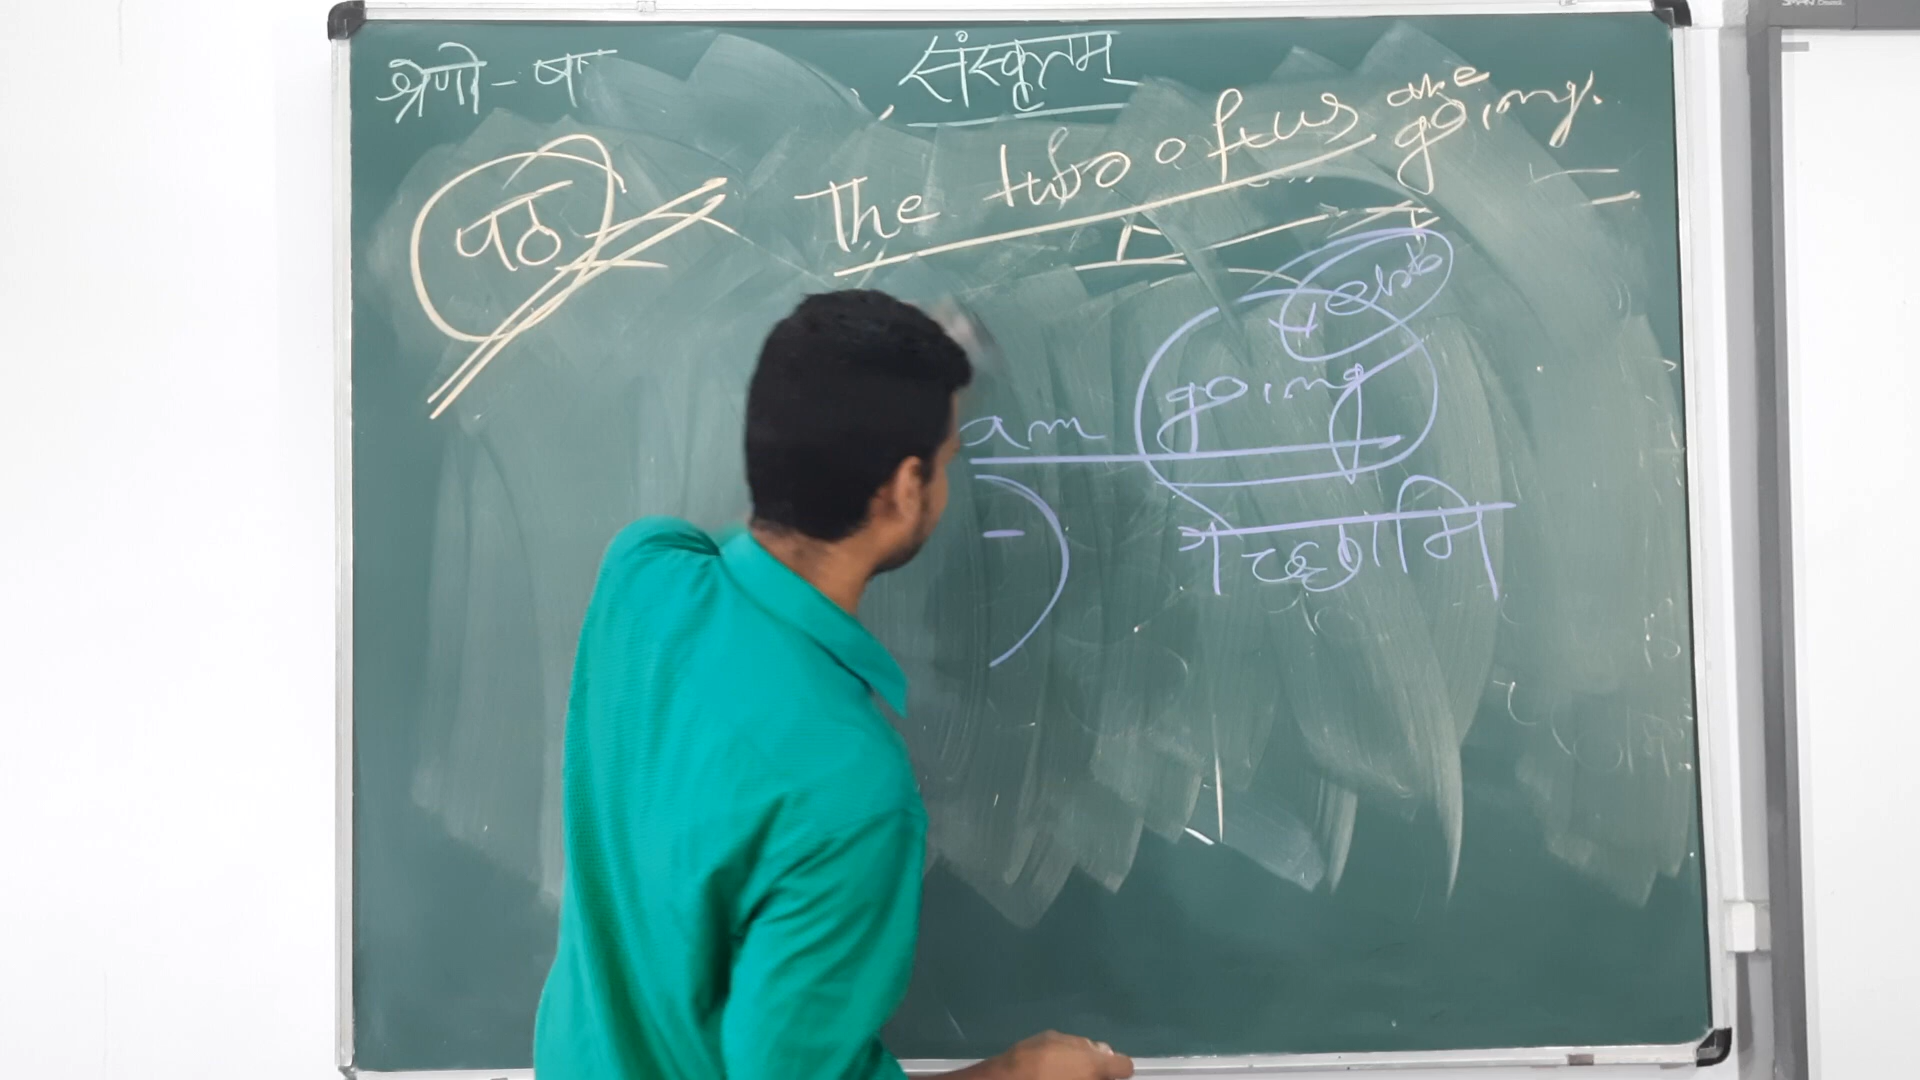 श्रेणी - ष
संस्कृतम्
The two of us are going.
पठ
verb
am going
गच्छामि